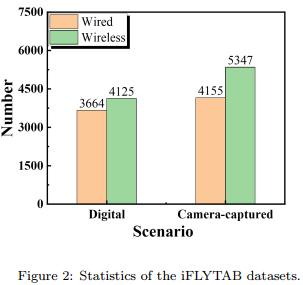 7500
6000
4500
3000
1500
0
Number
Wired
Wireless
3664
4125
4155
5347
Digital
Camera-captured
Scenario
Figure 2: Statistics of the iFLYTAB datasets.